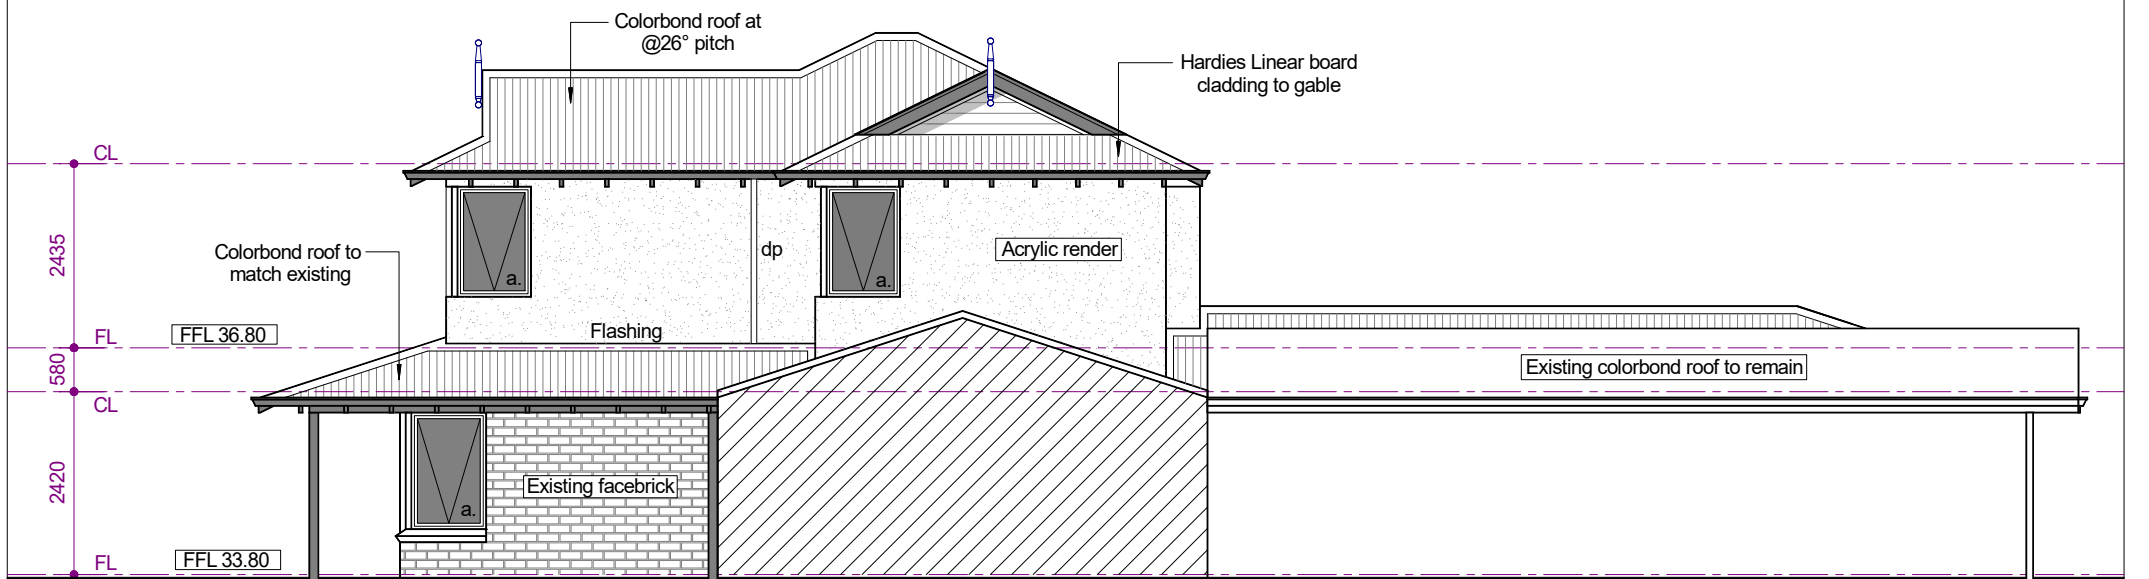 Colorbond roof at
@26° pitch
Hardies Linear board
cladding to gable
CL
2435
Colorbond roof to
match existing
dp
Acrylic render
a.
a.
Flashing
FL
FFL 36.80
580
Existing colorbond roof to remain
CL
2420
Existing facebrick
a.
FL
FFL 33.80